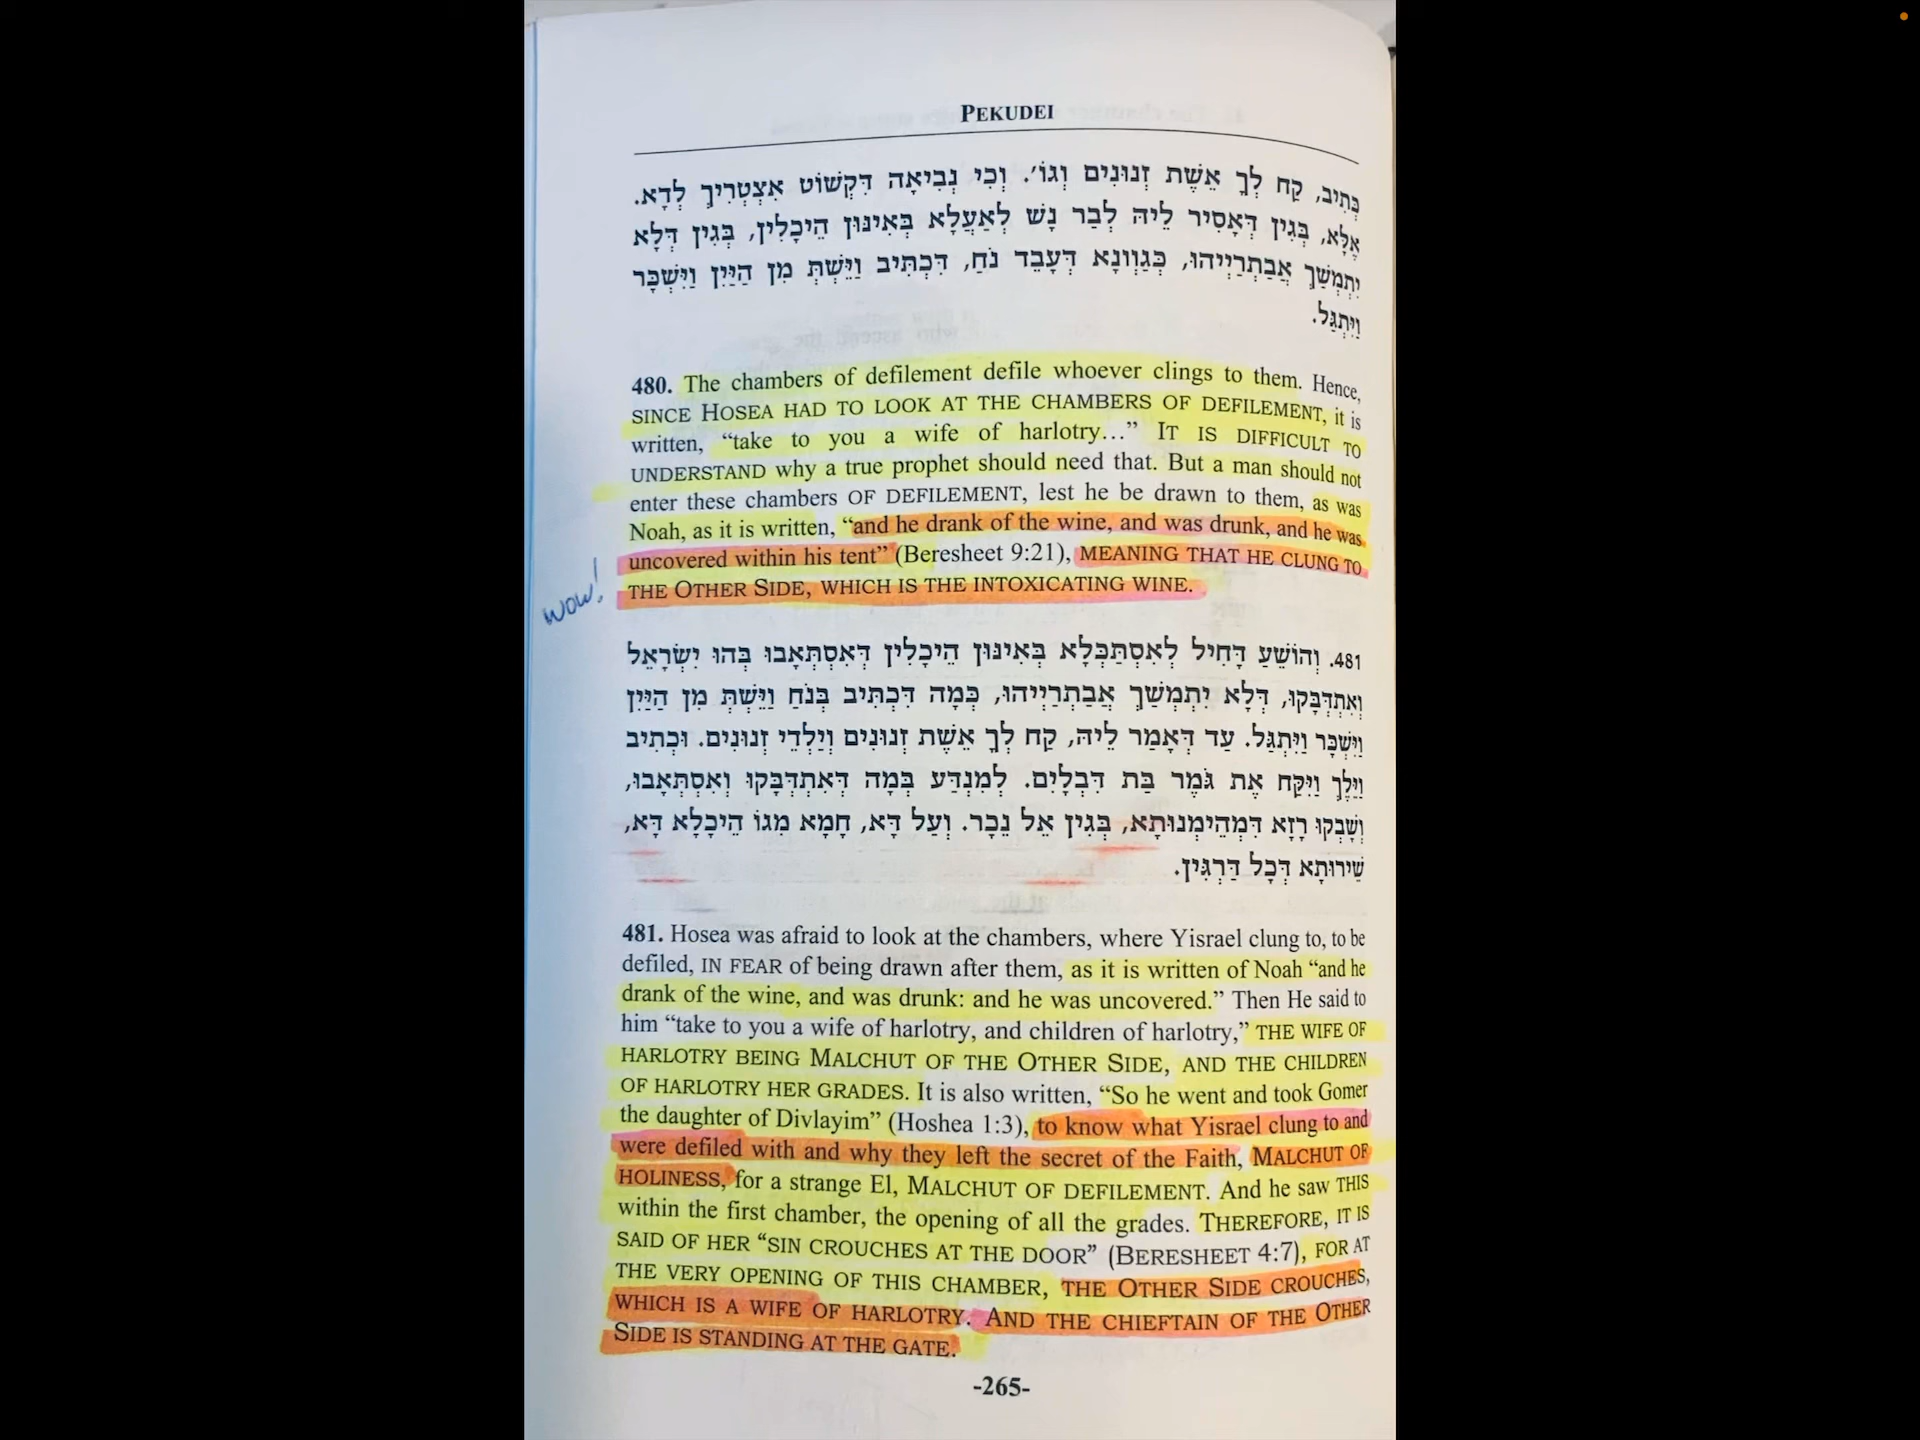 PEKUDEI
כְּתִיב, קַח לְךָ אֵשֶׁת זְנוּנִים וְגוֹ׳. וְכִי נְבִיאָה דִּקְשׁוֹט אִצְטְרִיךְ לְדָא.
אֶלָּא, בְּגִין דְּאָסִיר לֵיהּ לְבַר נָשׁ לְאַעֲלָא בְּאִינּוּן הֵיכָלִין, בְּגִין דְּלָא
יִתְמְשַׁךְ אֲבַתְרַיְיהוּ, כְּגַוְונָא דְּעָבֵד נֹחַ, דִּכְתִּיב וַיֵּשְׁתְּ מִן הַיַּיִן וַיִּשְׁכָּר
וַיִּתְגַּל.
480. The chambers of defilement defile whoever clings to them. Hence,
SINCE HOSEA HAD TO LOOK AT THE CHAMBERS OF DEFILEMENT, it is
written, “take to you a wife of harlotry…” IT IS DIFFICULT TO
UNDERSTAND why a true prophet should need that. But a man should not
enter these chambers OF DEFILEMENT, lest he be drawn to them, as was
Noah, as it is written, “and he drank of the wine, and was drunk, and he was
uncovered within his tent” (Beresheet 9:21), MEANING THAT HE CLUNG TO
THE OTHER SIDE, WHICH IS THE INTOXICATING WINE.
WOW!
481. וְהוֹשֵׁעַ דָּחִיל לְאִסְתַּכְּלָא בְּאִינּוּן הֵיכָלִין דְּאִסְתְּאָבוּ בְּהוּ יִשְׂרָאֵל
וְאִתְדְּבָקוּ, דְּלָא יִתְמְשַׁךְ אֲבַתְרַיְיהוּ, כְּמָה דִּכְתִיב בְּנֹחַ וַיֵּשְׁתְּ מִן הַיַּיִן
וַיִּשְׁכָּר וַיִּתְגַּל. עַד דְּאָמַר לֵיהּ, קַח לְךָ אֵשֶׁת זְנוּנִים וְיַלְדֵי זְנוּנִים. וּכְתִיב
וַיֵּלֶךְ וַיִּקַּח אֶת גֹּמֶר בַּת דִּבְלָיִם. לְמִנְדַּע בְּמָה דְּאִתְדְּבָקוּ וְאִסְתְּאָבוּ,
וְשָׁבְקוּ רָזָא דִּמְהֵימְנוּתָא, בְּגִין אֵל נֵכָר. וְעַל דָּא, חָמָא מִגוֹ הֵיכָלָא דָּא,
שֵׁירוּתָא דְּכָל דַּרְגִּין.
481. Hosea was afraid to look at the chambers, where Yisrael clung to, to be
defiled, IN FEAR of being drawn after them, as it is written of Noah “and he
drank of the wine, and was drunk: and he was uncovered.” Then He said to
him “take to you a wife of harlotry, and children of harlotry,” THE WIFE OF
HARLOTRY BEING MALCHUT OF THE OTHER SIDE, AND THE CHILDREN
OF HARLOTRY HER GRADES. It is also written, “So he went and took Gomer
the daughter of Divlayim” (Hoshea 1:3), to know what Yisrael clung to and
were defiled with and why they left the secret of the Faith, MALCHUT OF
HOLINESS, for a strange El, MALCHUT OF DEFILEMENT. And he saw THIS
within the first chamber, the opening of all the grades. THEREFORE, IT IS
SAID OF HER “SIN CROUCHES AT THE DOOR” (BERESHEET 4:7), FOR AT
THE VERY OPENING OF THIS CHAMBER, THE OTHER SIDE CROUCHES,
WHICH IS A WIFE OF HARLOTRY. AND THE CHIEFTAIN OF THE OTHER
SIDE IS STANDING AT THE GATE.
-265-